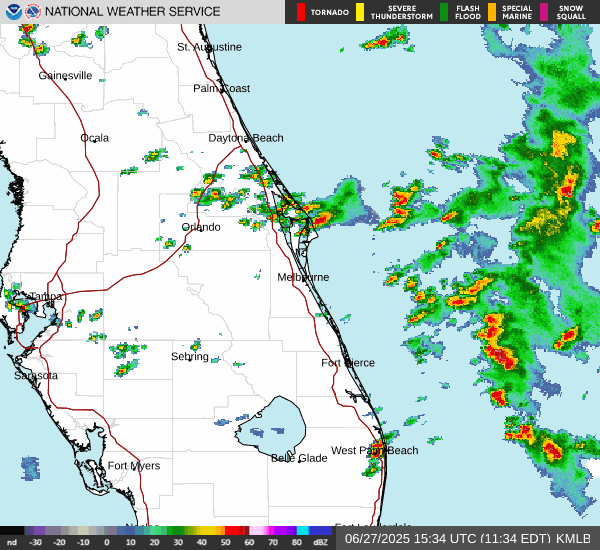 NATIONAL WEATHER SERVICE
TORNADO
SEVERE THUNDERSTORM
FLASH FLOOD
SPECIAL MARINE
SNOW SQUALL
St. Augustine
Gainesville
Palm Coast
Ocala
Daytona Beach
Orlando
Melbourne
Tampa
Sebring
Fort Pierce
Sarasota
West Palm Beach
Belle Glade
Fort Myers
nd -30 -20 -10 0 10 20 30 40 50 60 70 80 dBZ
06/27/2025 15:34 UTC (11:34 EDT) KMLB